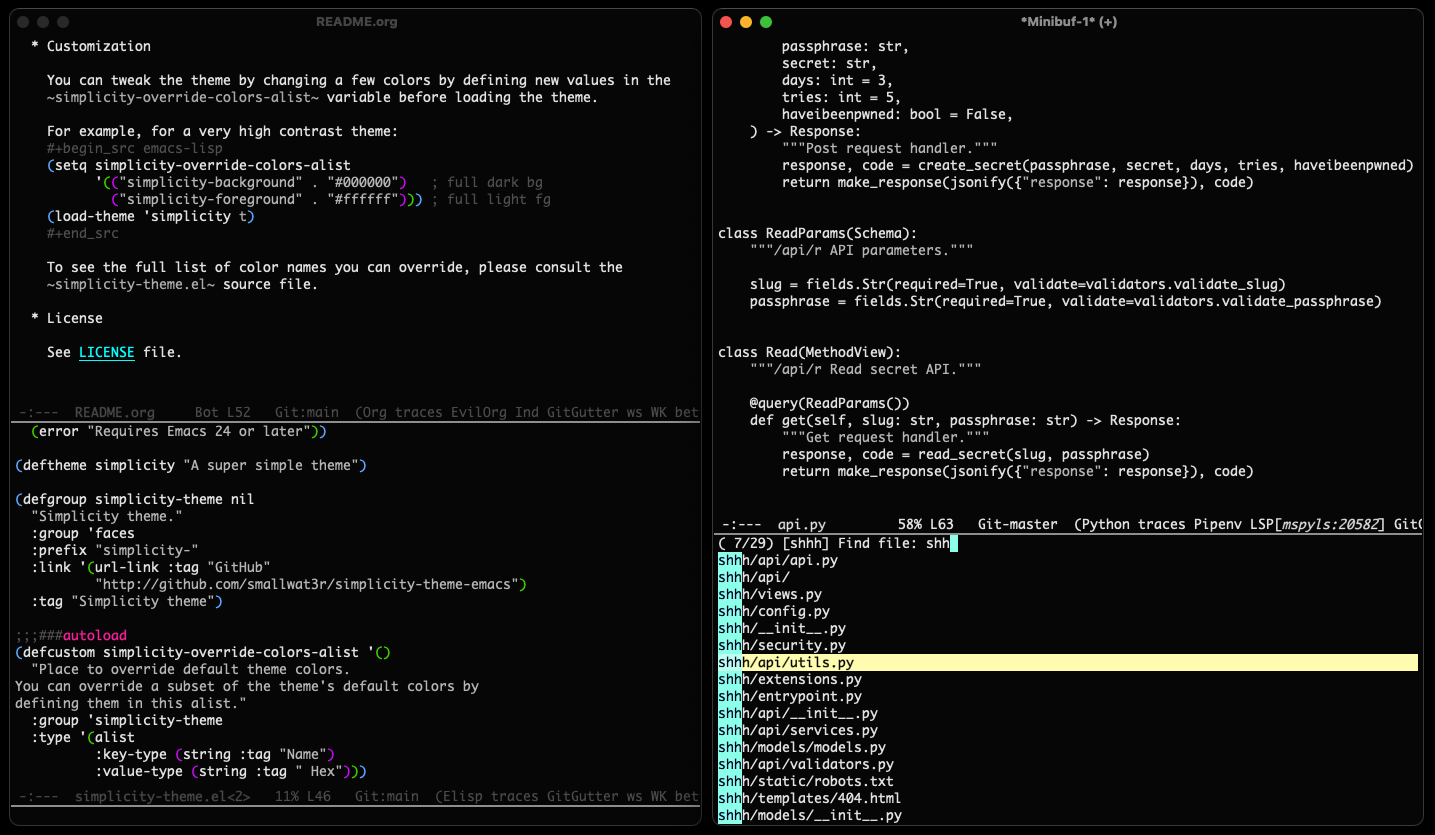 README.org
* Customization
You can tweak the theme by changing a few colors by defining new values in the
~simplicity-override-colors-alist~ variable before loading the theme.
For example, for a very high contrast theme:
#+begin_src emacs-lisp
(setq simplicity-override-colors-alist
'(("simplicity-background" . "#000000") ; full dark bg
("simplicity-foreground" . "#ffffff"))) ; full light fg
(load-theme 'simplicity t)
#+end_src
To see the full list of color names you can override, please consult the
~simplicity-theme.el~ source file.
* License
See LICENSE file.
-:--- README.org Bot L52 Git:main (Org traces EvilOrg Ind GitGutter ws WK bet
(error "Requires Emacs 24 or later"))
(deftheme simplicity "A super simple theme")
(defgroup simplicity-theme nil
"Simplicity theme."
:group 'faces
:prefix "simplicity-"
:link '(url-link :tag "GitHub"
"http://github.com/smallwat3r/simplicity-theme-emacs")
:tag "Simplicity theme")
;;;###autoload
(defcustom simplicity-override-colors-alist '()
"Place to override default theme colors.
You can override a subset of the theme's default colors by
defining them in this alist."
:group 'simplicity-theme
:type '(alist
:key-type (string :tag "Name")
:value-type (string :tag " Hex")))
-:--- simplicity-theme.el<2> 11% L46 Git:main (Elisp traces GitGutter ws WK bet
*Minibuf-1* (+)
passphrase: str,
secret: str,
days: int = 3,
tries: int = 5,
haveibeenpwned: bool = False,
) -> Response:
"""Post request handler."""
response, code = create_secret(passphrase, secret, days, tries, haveibeenpwned)
return make_response(jsonify({"response": response}), code)
class ReadParams(Schema):
"""/api/r API parameters."""
slug = fields.Str(required=True, validate=validators.validate_slug)
passphrase = fields.Str(required=True, validate=validators.validate_passphrase)
class Read(MethodView):
"""/api/r Read secret API."""
@query(ReadParams())
def get(self, slug: str, passphrase: str) -> Response:
"""Get request handler."""
response, code = read_secret(slug, passphrase)
return make_response(jsonify({"response": response}), code)
-:--- api.py 58% L63 Git-master (Python traces Pipenv LSP[mspyls:20582] Git
( 7/29) [shhh] Find file: shh
shhh/api/api.py
shhh/api/
shhh/views.py
shhh/config.py
shhh/__init__.py
shhh/security.py
shhh/api/utils.py
shhh/extensions.py
shhh/entrypoint.py
shhh/api/__init__.py
shhh/api/services.py
shhh/models/models.py
shhh/api/validators.py
shhh/static/robots.txt
shhh/templates/404.html
shhh/models/__init__.py